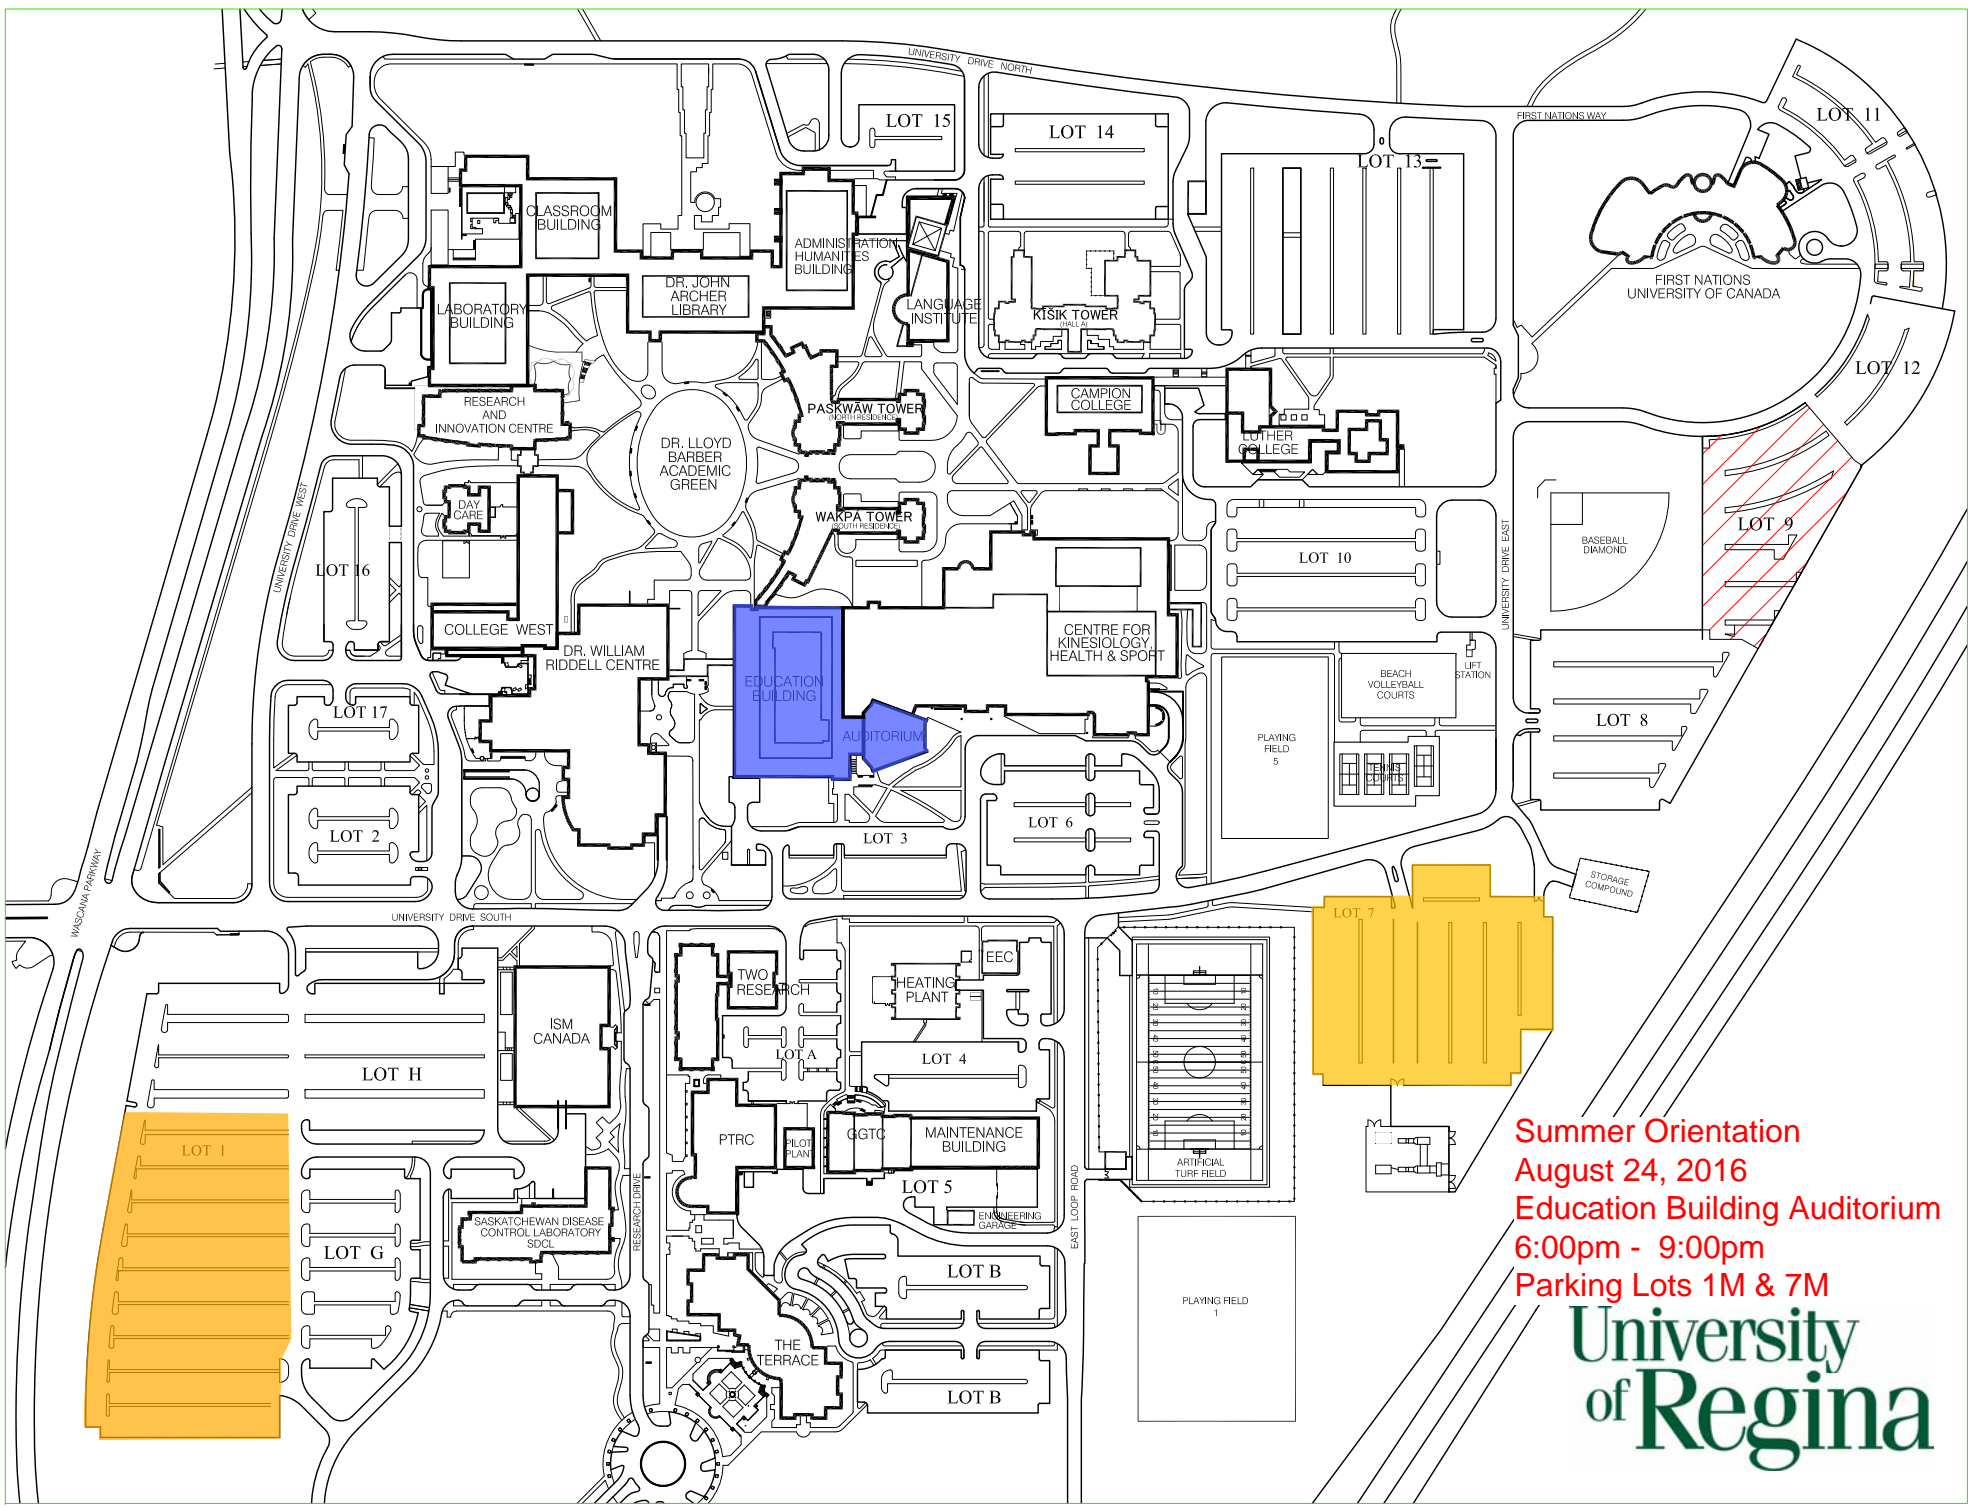 UNIVERSITY DRIVE NORTH
FIRST NATIONS WAY
LOT 11
LOT 15
LOT 14
LOT 13
CLASSROOM
BUILDING
ADMINISTRATION
HUMANITIES
BUILDING
DR. JOHN
ARCHER
LIBRARY
LABORATORY
BUILDING
LANGUAGE
INSTITUTE
KĪSIK TOWER
(HALL A)
FIRST NATIONS
UNIVERSITY OF CANADA
LOT 12
RESEARCH
AND
INNOVATION CENTRE
PASKWĀW TOWER
(NORTH RESIDENCE)
CAMPION
COLLEGE
LUTHER
COLLEGE
DR. LLOYD
BARBER
ACADEMIC
GREEN
DAY
CARE
WAKPÁ TOWER
(SOUTH RESIDENCE)
UNIVERSITY DRIVE WEST
LOT 16
LOT 10
UNIVERSITY DRIVE EAST
BASEBALL
DIAMOND
LOT 9
COLLEGE WEST
DR. WILLIAM
RIDDELL CENTRE
EDUCATION
BUILDING
AUDITORIUM
CENTRE FOR
KINESIOLOGY,
HEALTH & SPORT
BEACH
VOLLEYBALL
COURTS
LIFT
STATION
LOT 8
LOT 17
PLAYING
FIELD
5
TENNIS
COURTS
LOT 2
LOT 3
LOT 6
WASCANA PARKWAY
UNIVERSITY DRIVE SOUTH
STORAGE
COMPOUND
LOT 7
TWO
RESEARCH
HEATING
PLANT
EEC
ISM
CANADA
LOT A
LOT 4
LOT H
LOT 1
PTRC
PILOT
PLANT
GGTC
MAINTENANCE
BUILDING
ARTIFICIAL
TURF FIELD
LOT 5
ENGINEERING
GARAGE
EAST LOOP ROAD
RESEARCH DRIVE
SASKATCHEWAN DISEASE
CONTROL LABORATORY
SDCL
LOT G
LOT B
PLAYING FIELD
1
THE
TERRACE
LOT B
Summer Orientation
August 24, 2016
Education Building Auditorium
6:00pm - 9:00pm
Parking Lots 1M & 7M
University
of Regina